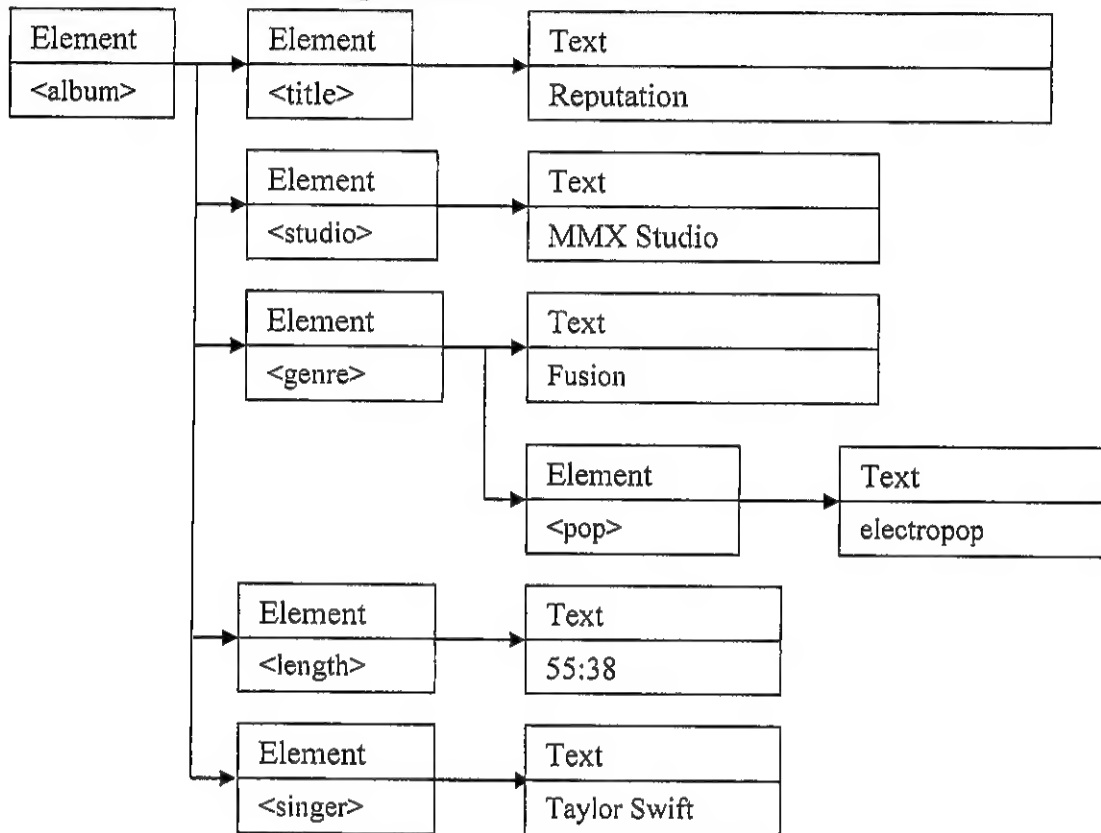 Element
<album>
Element
<title>
Text
Reputation
Element
<studio>
Text
MMX Studio
Element
<genre>
Text
Fusion
Element
<pop>
Text
electropop
Element
<length>
Text
55:38
Element
<singer>
Text
Taylor Swift